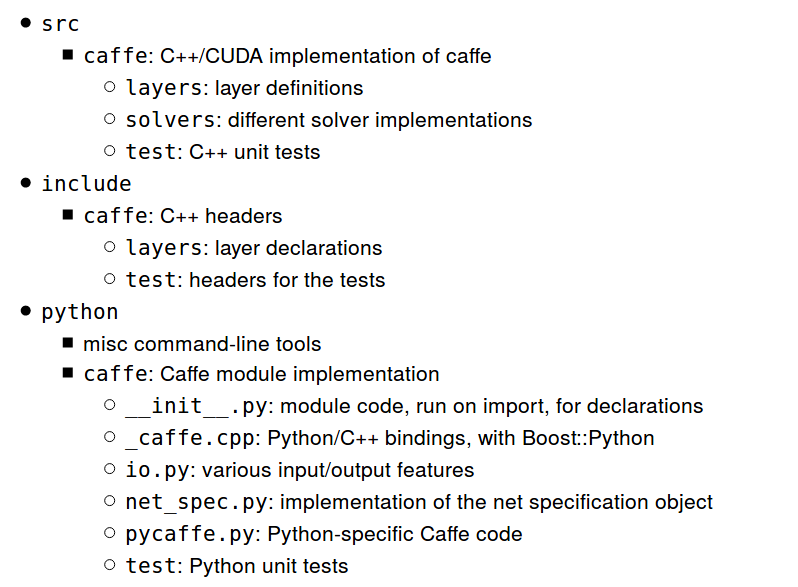 • src
■ caffe: C++/CUDA implementation of caffe
○ layers: layer definitions
○ solvers: different solver implementations
○ test: C++ unit tests
• include
■ caffe: C++ headers
○ layers: layer declarations
○ test: headers for the tests
• python
■ misc command-line tools
■ caffe: Caffe module implementation
○ __init__.py: module code, run on import, for declarations
○ _caffe.cpp: Python/C++ bindings, with Boost::Python
○ io.py: various input/output features
○ net_spec.py: implementation of the net specification object
○ pycaffe.py: Python-specific Caffe code
○ test: Python unit tests